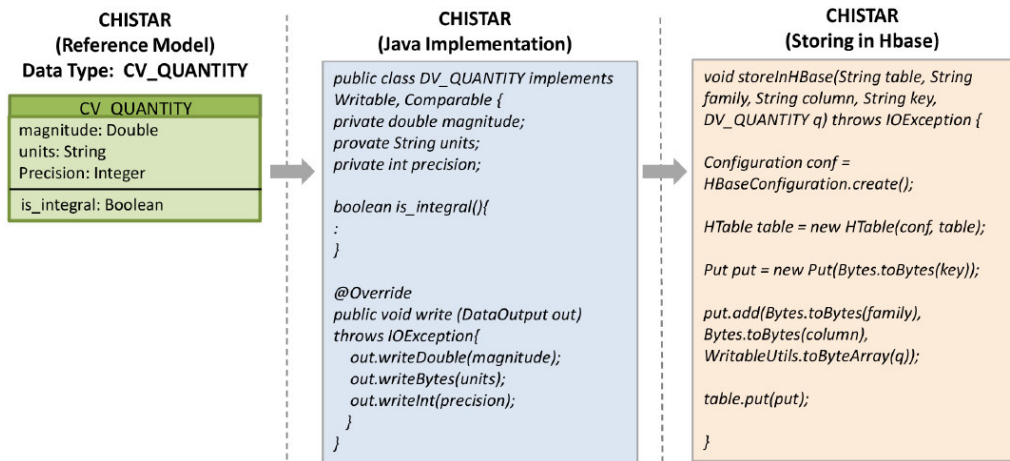 CHISTAR
(Reference Model)
Data Type:  CV_QUANTITY
CV_QUANTITY
magnitude: Double
units: String
Precision: Integer
is_integral: Boolean
CHISTAR
(Java Implementation)
public class DV_QUANTITY implements
Writable, Comparable {
private double magnitude;
provate String units;
private int precision;
boolean is_integral(){
:
}
@Override
public void write (DataOutput out)
throws IOException{
out.writeDouble(magnitude);
out.writeBytes(units);
out.writeInt(precision);
}
}
CHISTAR
(Storing in Hbase)
void storeInHBase(String table, String
family, String column, String key,
DV_QUANTITY q) throws IOException {
Configuration conf =
HBaseConfiguration.create();
HTable table = new HTable(conf, table);
Put put = new Put(Bytes.toBytes(key));
put.add(Bytes.toBytes(family),
Bytes.toBytes(column),
WritableUtils.toByteArray(q));
table.put(put);
}